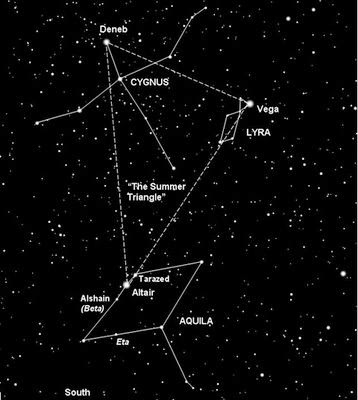 Deneb
CYGNUS
Vega
LYRA
"The Summer
Triangle"
Tarazed
Altair
Alshain
(Beta)
AQUILA
Eta
South